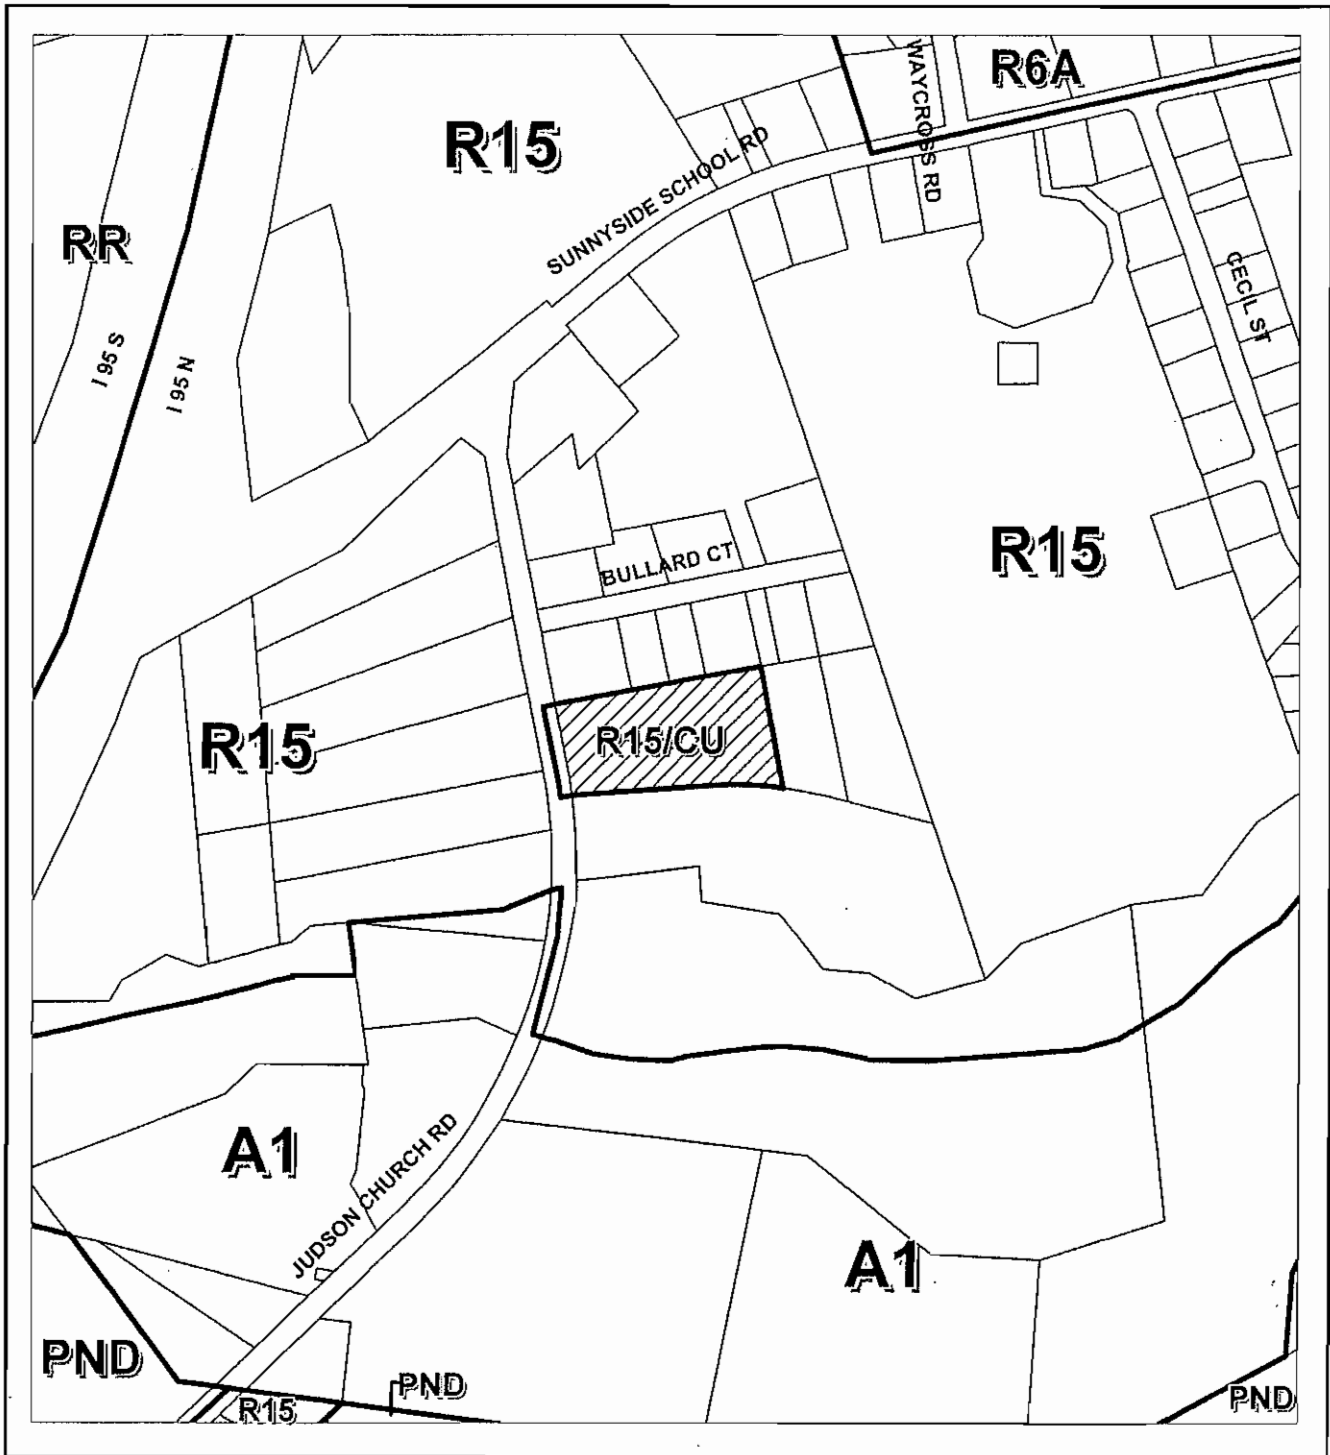 R6A
WAYCROSS RD
R15
SUNNYSIDE SCHOOL RD
RR
CECIL ST
I 95 S
I 95 N
R15
BULLARD CT
R15
R15/CU
A1
JUDSON CHURCH RD
A1
PND
PND
R15
PND